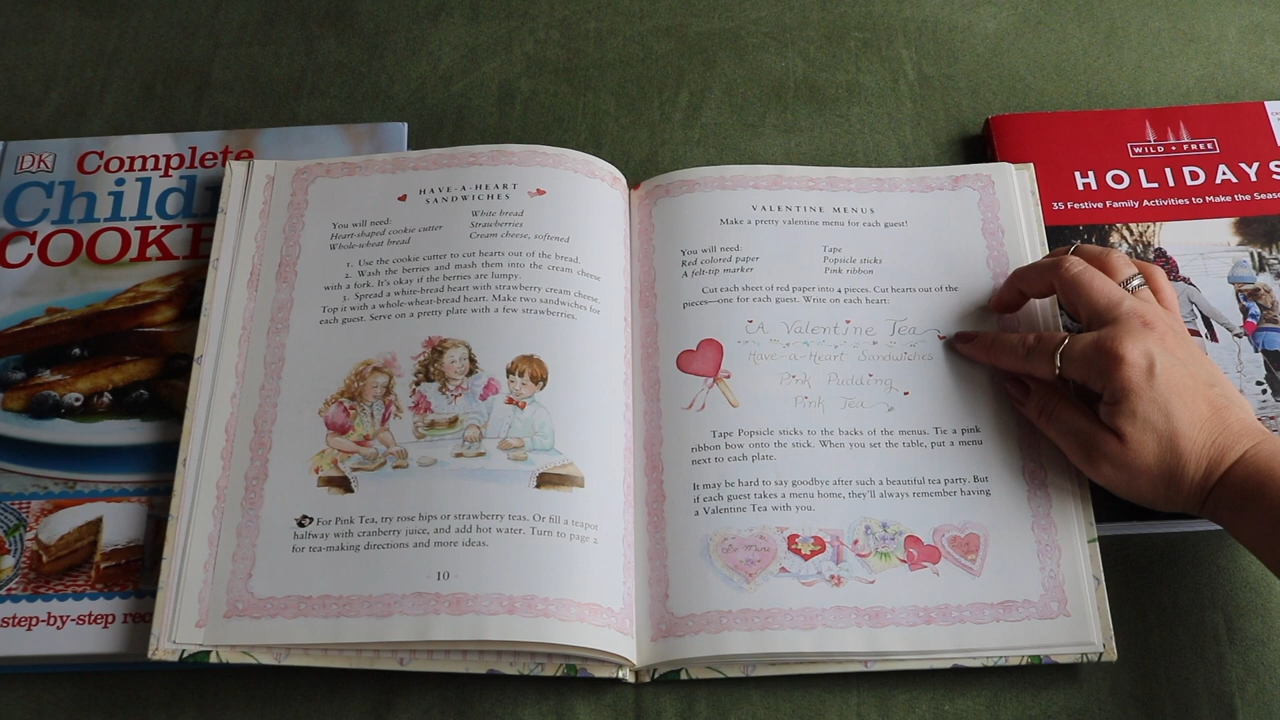 DK
Complete
Child
COOK
step-by-step rec
HAVE-A-HEART
SANDWICHES
You will need:
Heart-shaped cookie cutter
Whole-wheat bread
White bread
Strawberries
Cream cheese, softened
1. Use the cookie cutter to cut hearts out of the bread.
2. Wash the berries and mash them into the cream cheese
with a fork. It's okay if the berries are lumpy.
3. Spread a white-bread heart with strawberry cream cheese.
Top it with a whole-wheat-bread heart. Make two sandwiches for
each guest. Serve on a pretty plate with a few strawberries.
For Pink Tea, try rose hips or strawberry teas. Or fill a teapot
halfway with cranberry juice, and add hot water. Turn to page 2
for tea-making directions and more ideas.
10
VALENTINE MENUS
Make a pretty valentine menu for each guest!
You will need:
Red colored paper
A felt-tip marker
Tape
Popsicle sticks
Pink ribbon
Cut each sheet of red paper into 4 pieces. Cut hearts out of the
pieces—one for each guest. Write on each heart:
A Valentine Tea
Have-a-Heart Sandwiches
Pink Pudding
Pink Tea
Tape Popsicle sticks to the backs of the menus. Tie a pink
ribbon bow onto the stick. When you set the table, put a menu
next to each plate.
It may be hard to say goodbye after such a beautiful tea party. But
if each guest takes a menu home, they'll always remember having
a Valentine Tea with you.
Be Mine
WILD + FREE
HOLIDAYS
35 Festive Family Activities to Make the Seas